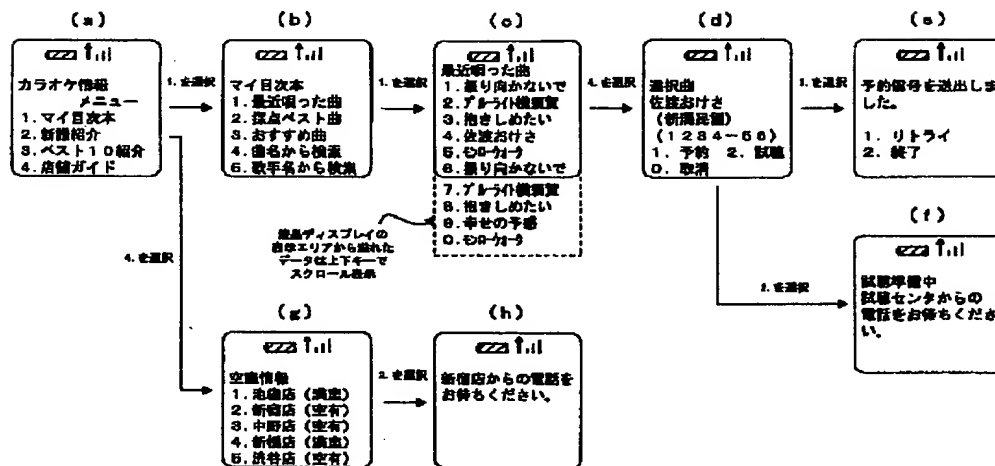 (a)
カラオケ情報
メニュー
1. マイ目次本
2. 新譜紹介
3. ベスト10紹介
4. 店舗ガイド
1. を選択
(b)
マイ目次本
1. 最近唄った曲
2. 採点ベスト曲
3. おすすめ曲
4. 曲名から検索
5. 歌手名から検索
1. を選択
(c)
最近唄った曲
1. 振り向かないで
2. ブルーライト横須賀
3. 抱きしめたい
4. 佐渡おけさ
5. モンローウォータ
6. 振り向かないで
7. ブルーライト横須賀
8. 抱きしめたい
9. 幸せの予感
0. モンローウォータ
液晶ディスプレイの
表示エリアから溢れた
データは上下キーで
スクロール表示
4. を選択
(d)
選択曲
佐渡おけさ
(新潟民謡)
(1234-56)
1. 予約 2. 試聴
0. 取消
1. を選択
(e)
予約信号を送出しま
した。
1. リトライ
2. 終了
2. を選択
(f)
試聴準備中
試聴センタからの
電話をお待ちくださ
い。
4. を選択
(g)
空室情報
1. 池袋店 (満室)
2. 新宿店 (空有)
3. 中野店 (空有)
4. 新橋店 (満室)
5. 渋谷店 (空有)
2. を選択
(h)
新宿店からの電話を
お待ちください。